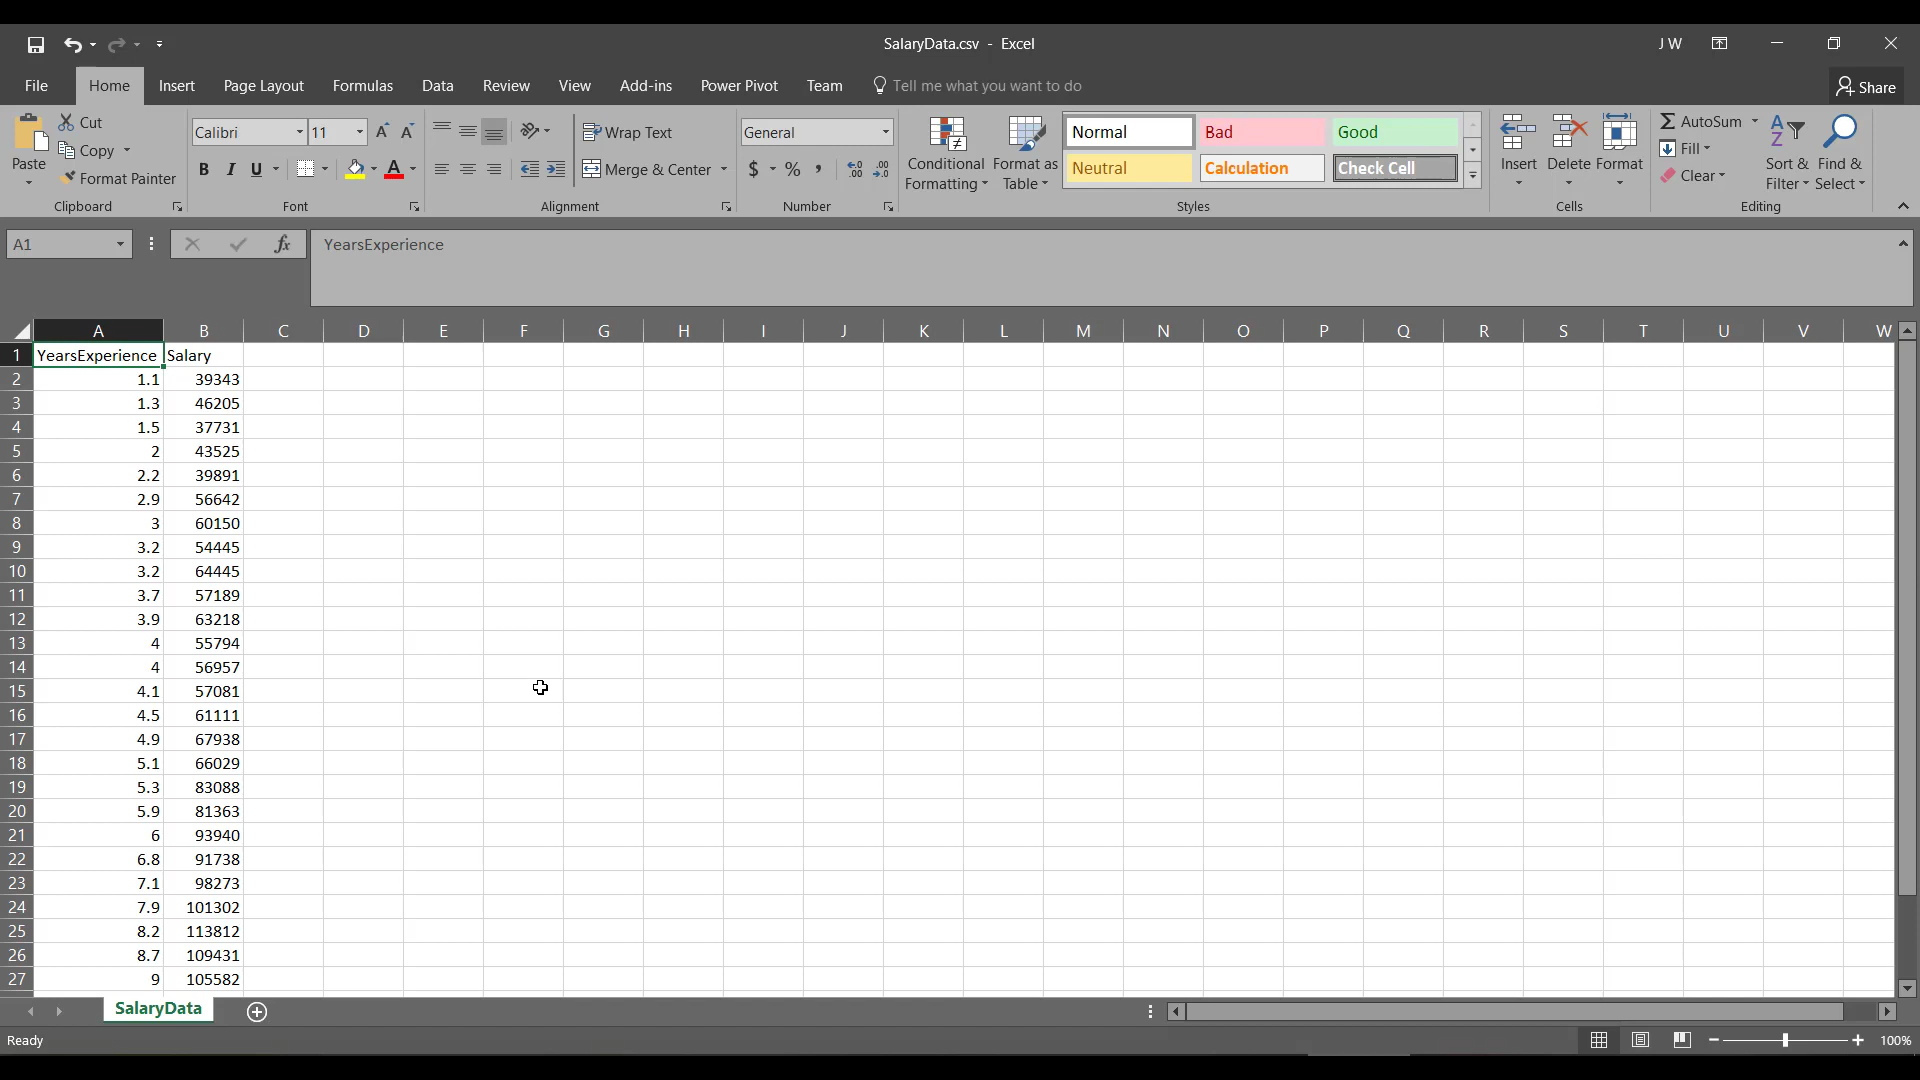 SalaryData.csv - Excel
J W
File Home Insert Page Layout Formulas Data Review View Add-ins Power Pivot Team Tell me what you want to do Share
Paste
Cut
Copy
Format Painter
Clipboard
Calibri 11
B I U
Font
Wrap Text
Merge & Center
Alignment
General
$ % ,
Number
Conditional Formatting
Format as Table
Normal Bad Good
Neutral Calculation Check Cell
Styles
Insert Delete Format
Cells
AutoSum
Fill
Clear
Sort & Filter
Find & Select
Editing
A1 fx YearsExperience
A B C D E F G H I J K L M N O P Q R S T U V W
1 YearsExperience Salary
2 1.1 39343
3 1.3 46205
4 1.5 37731
5 2 43525
6 2.2 39891
7 2.9 56642
8 3 60150
9 3.2 54445
10 3.2 64445
11 3.7 57189
12 3.9 63218
13 4 55794
14 4 56957
15 4.1 57081
16 4.5 61111
17 4.9 67938
18 5.1 66029
19 5.3 83088
20 5.9 81363
21 6 93940
22 6.8 91738
23 7.1 98273
24 7.9 101302
25 8.2 113812
26 8.7 109431
27 9 105582
SalaryData
Ready
100%